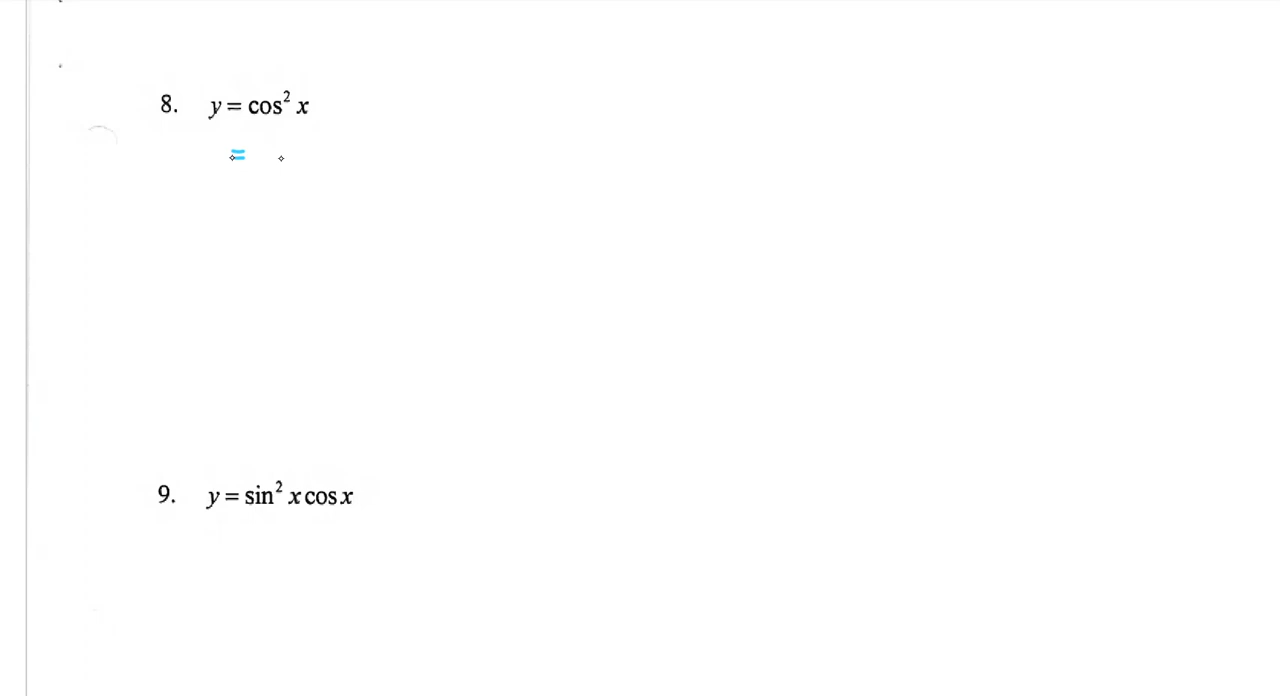 8. y = cos² x
=
9. y = sin² x cos x